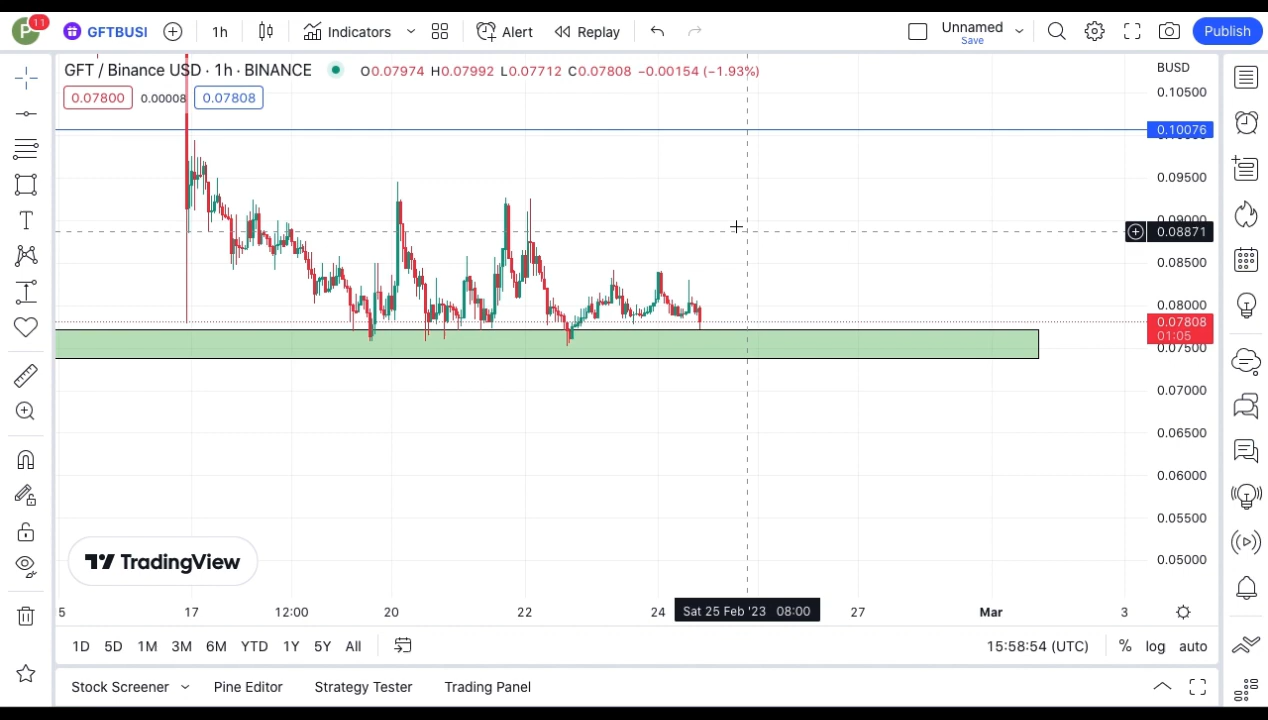 P 11 GFTBUSI 1h Indicators Alert Replay Unnamed Save Publish
GFT / Binance USD · 1h · BINANCE O0.07974 H0.07992 L0.07712 C0.07808 −0.00154 (−1.93%)
0.07800 0.00008 0.07808
BUSD
0.10500
0.10076
0.09500
0.09000
0.08871
0.08500
0.08000
0.07808
01:05
0.07500
0.07000
0.06500
0.06000
0.05500
0.05000
TradingView
5 17 12:00 20 22 24 Sat 25 Feb '23 08:00 27 Mar 3
1D 5D 1M 3M 6M YTD 1Y 5Y All 15:58:54 (UTC) % log auto
Stock Screener Pine Editor Strategy Tester Trading Panel